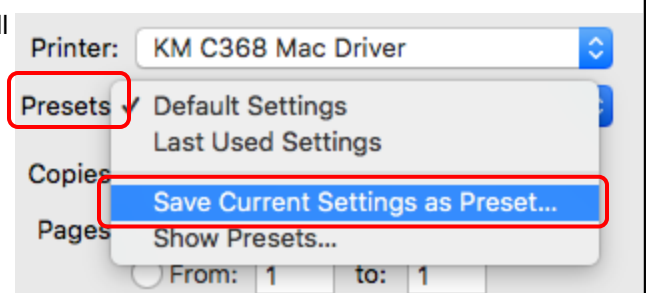 ll
Printer: KM C368 Mac Driver
Presets ✓ Default Settings
Last Used Settings
Copies
Save Current Settings as Preset...
Pages
Show Presets...
From: 1 to: 1